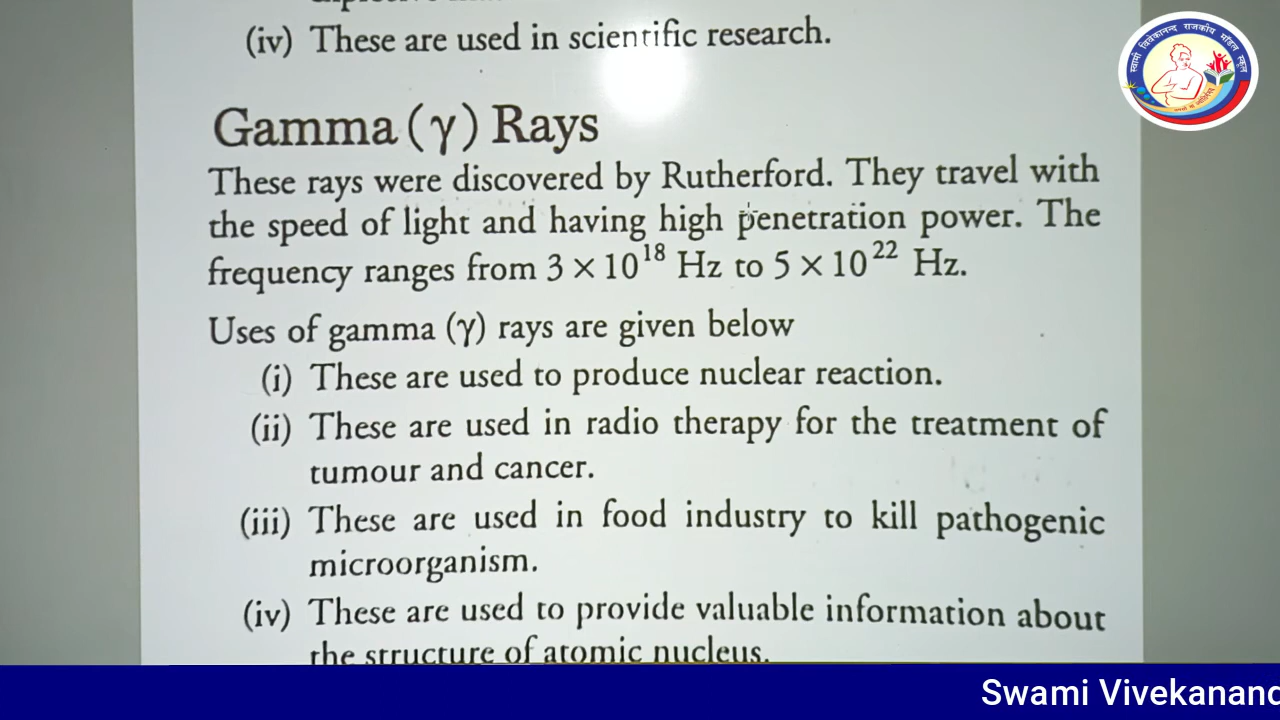 (iv) These are used in scientific research.
Gamma (γ) Rays
These rays were discovered by Rutherford. They travel with
the speed of light and having high penetration power. The
frequency ranges from 3 × 10¹⁸ Hz to 5 × 10²² Hz.
Uses of gamma (γ) rays are given below
(i) These are used to produce nuclear reaction.
(ii) These are used in radio therapy for the treatment of
tumour and cancer.
(iii) These are used in food industry to kill pathogenic
microorganism.
(iv) These are used to provide valuable information about
the structure of atomic nucleus.
स्वामी विवेकानन्द राजकीय मॉडल स्कूल
Swami Vivekanand